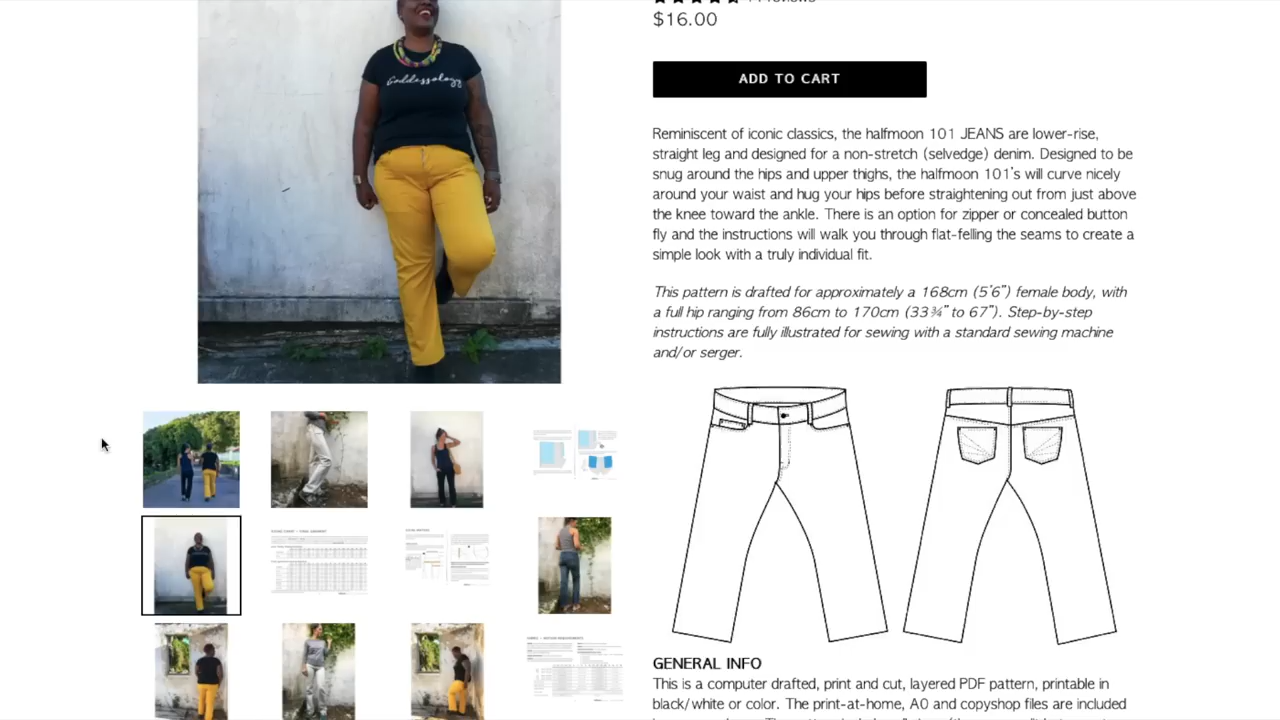 $16.00
ADD TO CART
Reminiscent of iconic classics, the halfmoon 101 JEANS are lower-rise,
straight leg and designed for a non-stretch (selvedge) denim. Designed to be
snug around the hips and upper thighs, the halfmoon 101's will curve nicely
around your waist and hug your hips before straightening out from just above
the knee toward the ankle. There is an option for zipper or concealed button
fly and the instructions will walk you through flat-felling the seams to create a
simple look with a truly individual fit.
This pattern is drafted for approximately a 168cm (5'6") female body, with
a full hip ranging from 86cm to 170cm (33¾" to 67"). Step-by-step
instructions are fully illustrated for sewing with a standard sewing machine
and/or serger.
GENERAL INFO
This is a computer drafted, print and cut, layered PDF pattern, printable in
black/white or color. The print-at-home, A0 and copyshop files are included
Goddessology